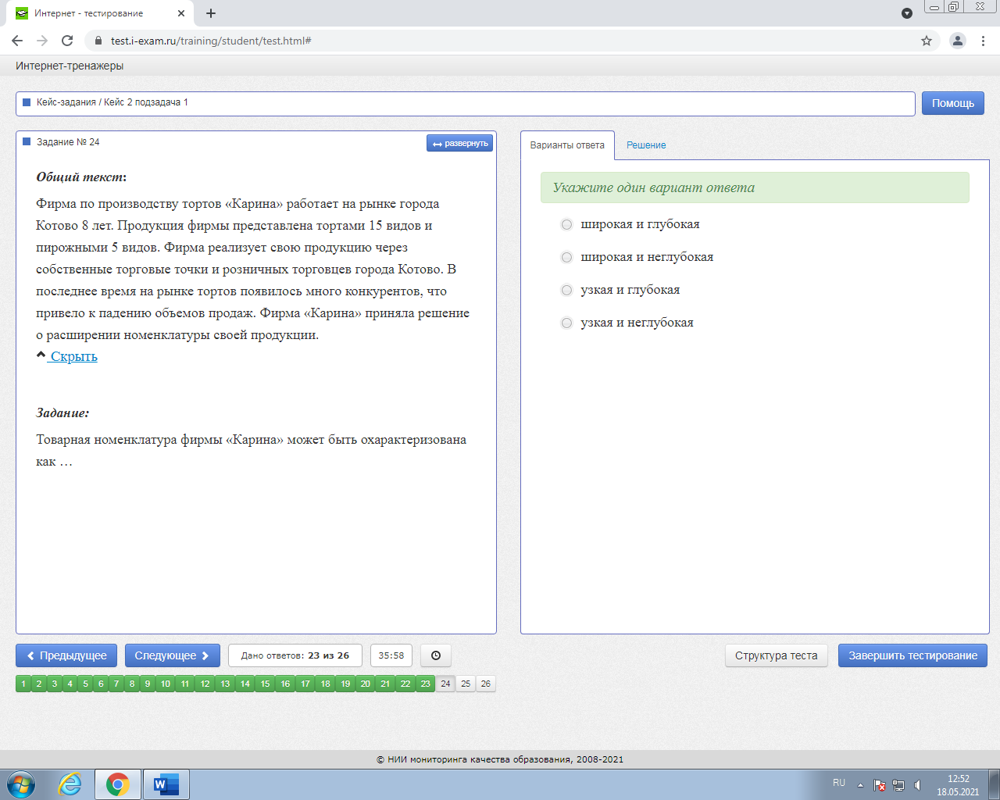 Интернет - тестирование
test.i-exam.ru/training/student/test.html#
Интернет-тренажеры
Кейс-задания / Кейс 2 подзадача 1
Помощь
Задание № 24
развернуть
Общий текст:
Фирма по производству тортов «Карина» работает на рынке города
Котово 8 лет. Продукция фирмы представлена тортами 15 видов и
пирожными 5 видов. Фирма реализует свою продукцию через
собственные торговые точки и розничных торговцев города Котово. В
последнее время на рынке тортов появилось много конкурентов, что
привело к падению объемов продаж. Фирма «Карина» приняла решение
о расширении номенклатуры своей продукции.
Скрыть
Задание:
Товарная номенклатура фирмы «Карина» может быть охарактеризована
как …
Варианты ответа
Решение
Укажите один вариант ответа
широкая и глубокая
широкая и неглубокая
узкая и глубокая
узкая и неглубокая
Предыдущее
Следующее
Дано ответов: 23 из 26
35:58
Структура теста
Завершить тестирование
1 2 3 4 5 6 7 8 9 10 11 12 13 14 15 16 17 18 19 20 21 22 23 24 25 26
© НИИ мониторинга качества образования, 2008-2021
RU
12:52
18.05.2021